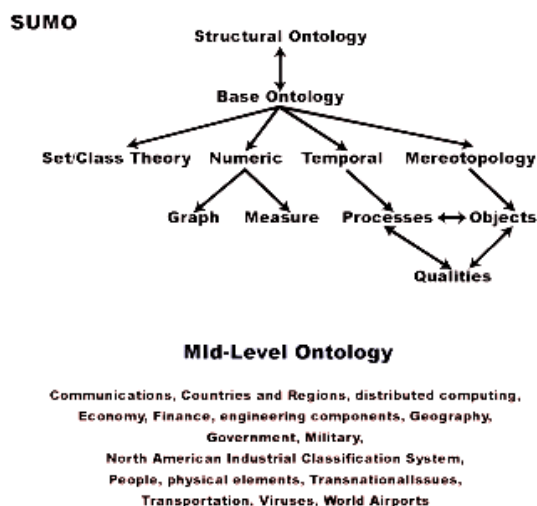 SUMO
Structural Ontology
Base Ontology
Set/Class Theory Numeric Temporal Mereotopology
Graph Measure Processes Objects
Qualities
Mid-Level Ontology
Communications, Countries and Regions, distributed computing,
Economy, Finance, engineering components, Geography,
Government, Military,
North American Industrial Classification System,
People, physical elements, TransnationalIssues,
Transportation, Viruses, World Airports